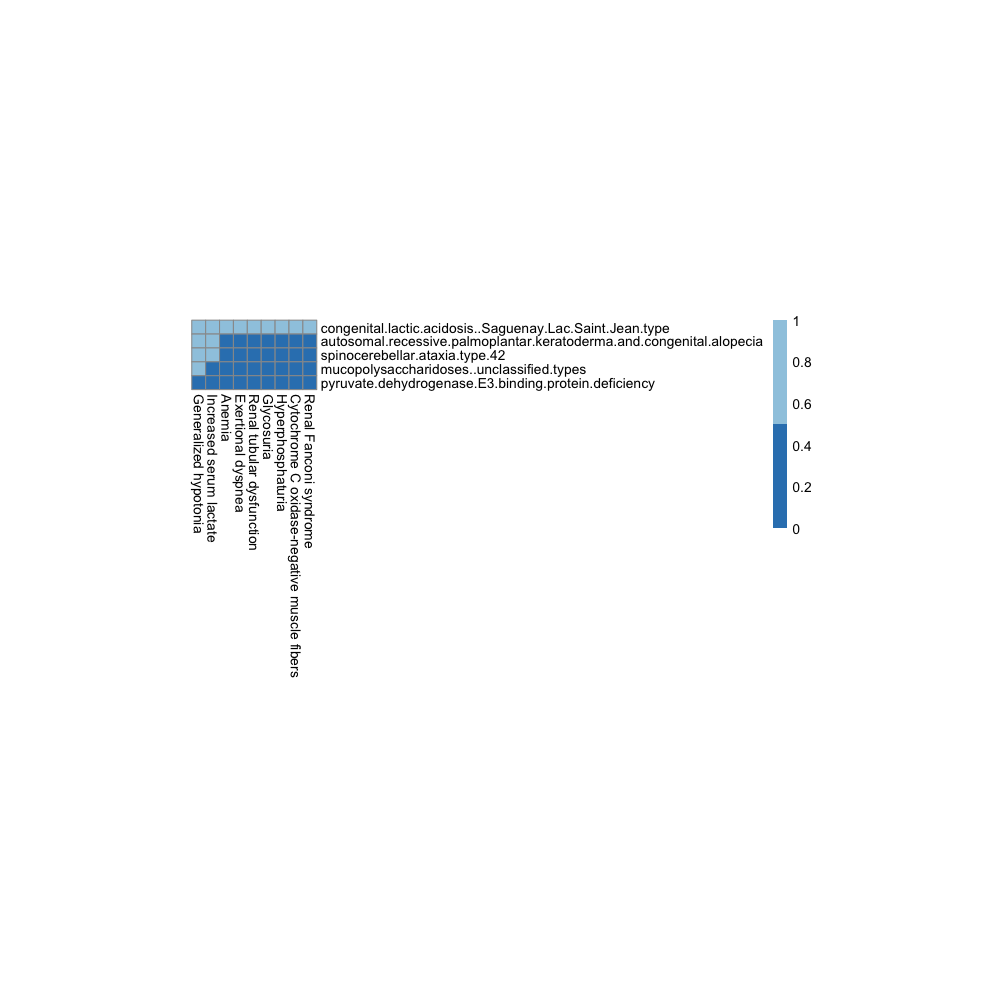 congenital.lactic.acidosis..Saguenay.Lac.Saint.Jean.type
autosomal.recessive.palmoplantar.keratoderma.and.congenital.alopecia
spinocerebellar.ataxia.type.42
mucopolysaccharidoses..unclassified.types
pyruvate.dehydrogenase.E3.binding.protein.deficiency
Generalized hypotonia
Increased serum lactate
Anemia
Exertional dyspnea
Renal tubular dysfunction
Glycosuria
Hyperphosphaturia
Cytochrome C oxidase-negative muscle fibers
Renal Fanconi syndrome
1
0.8
0.6
0.4
0.2
0